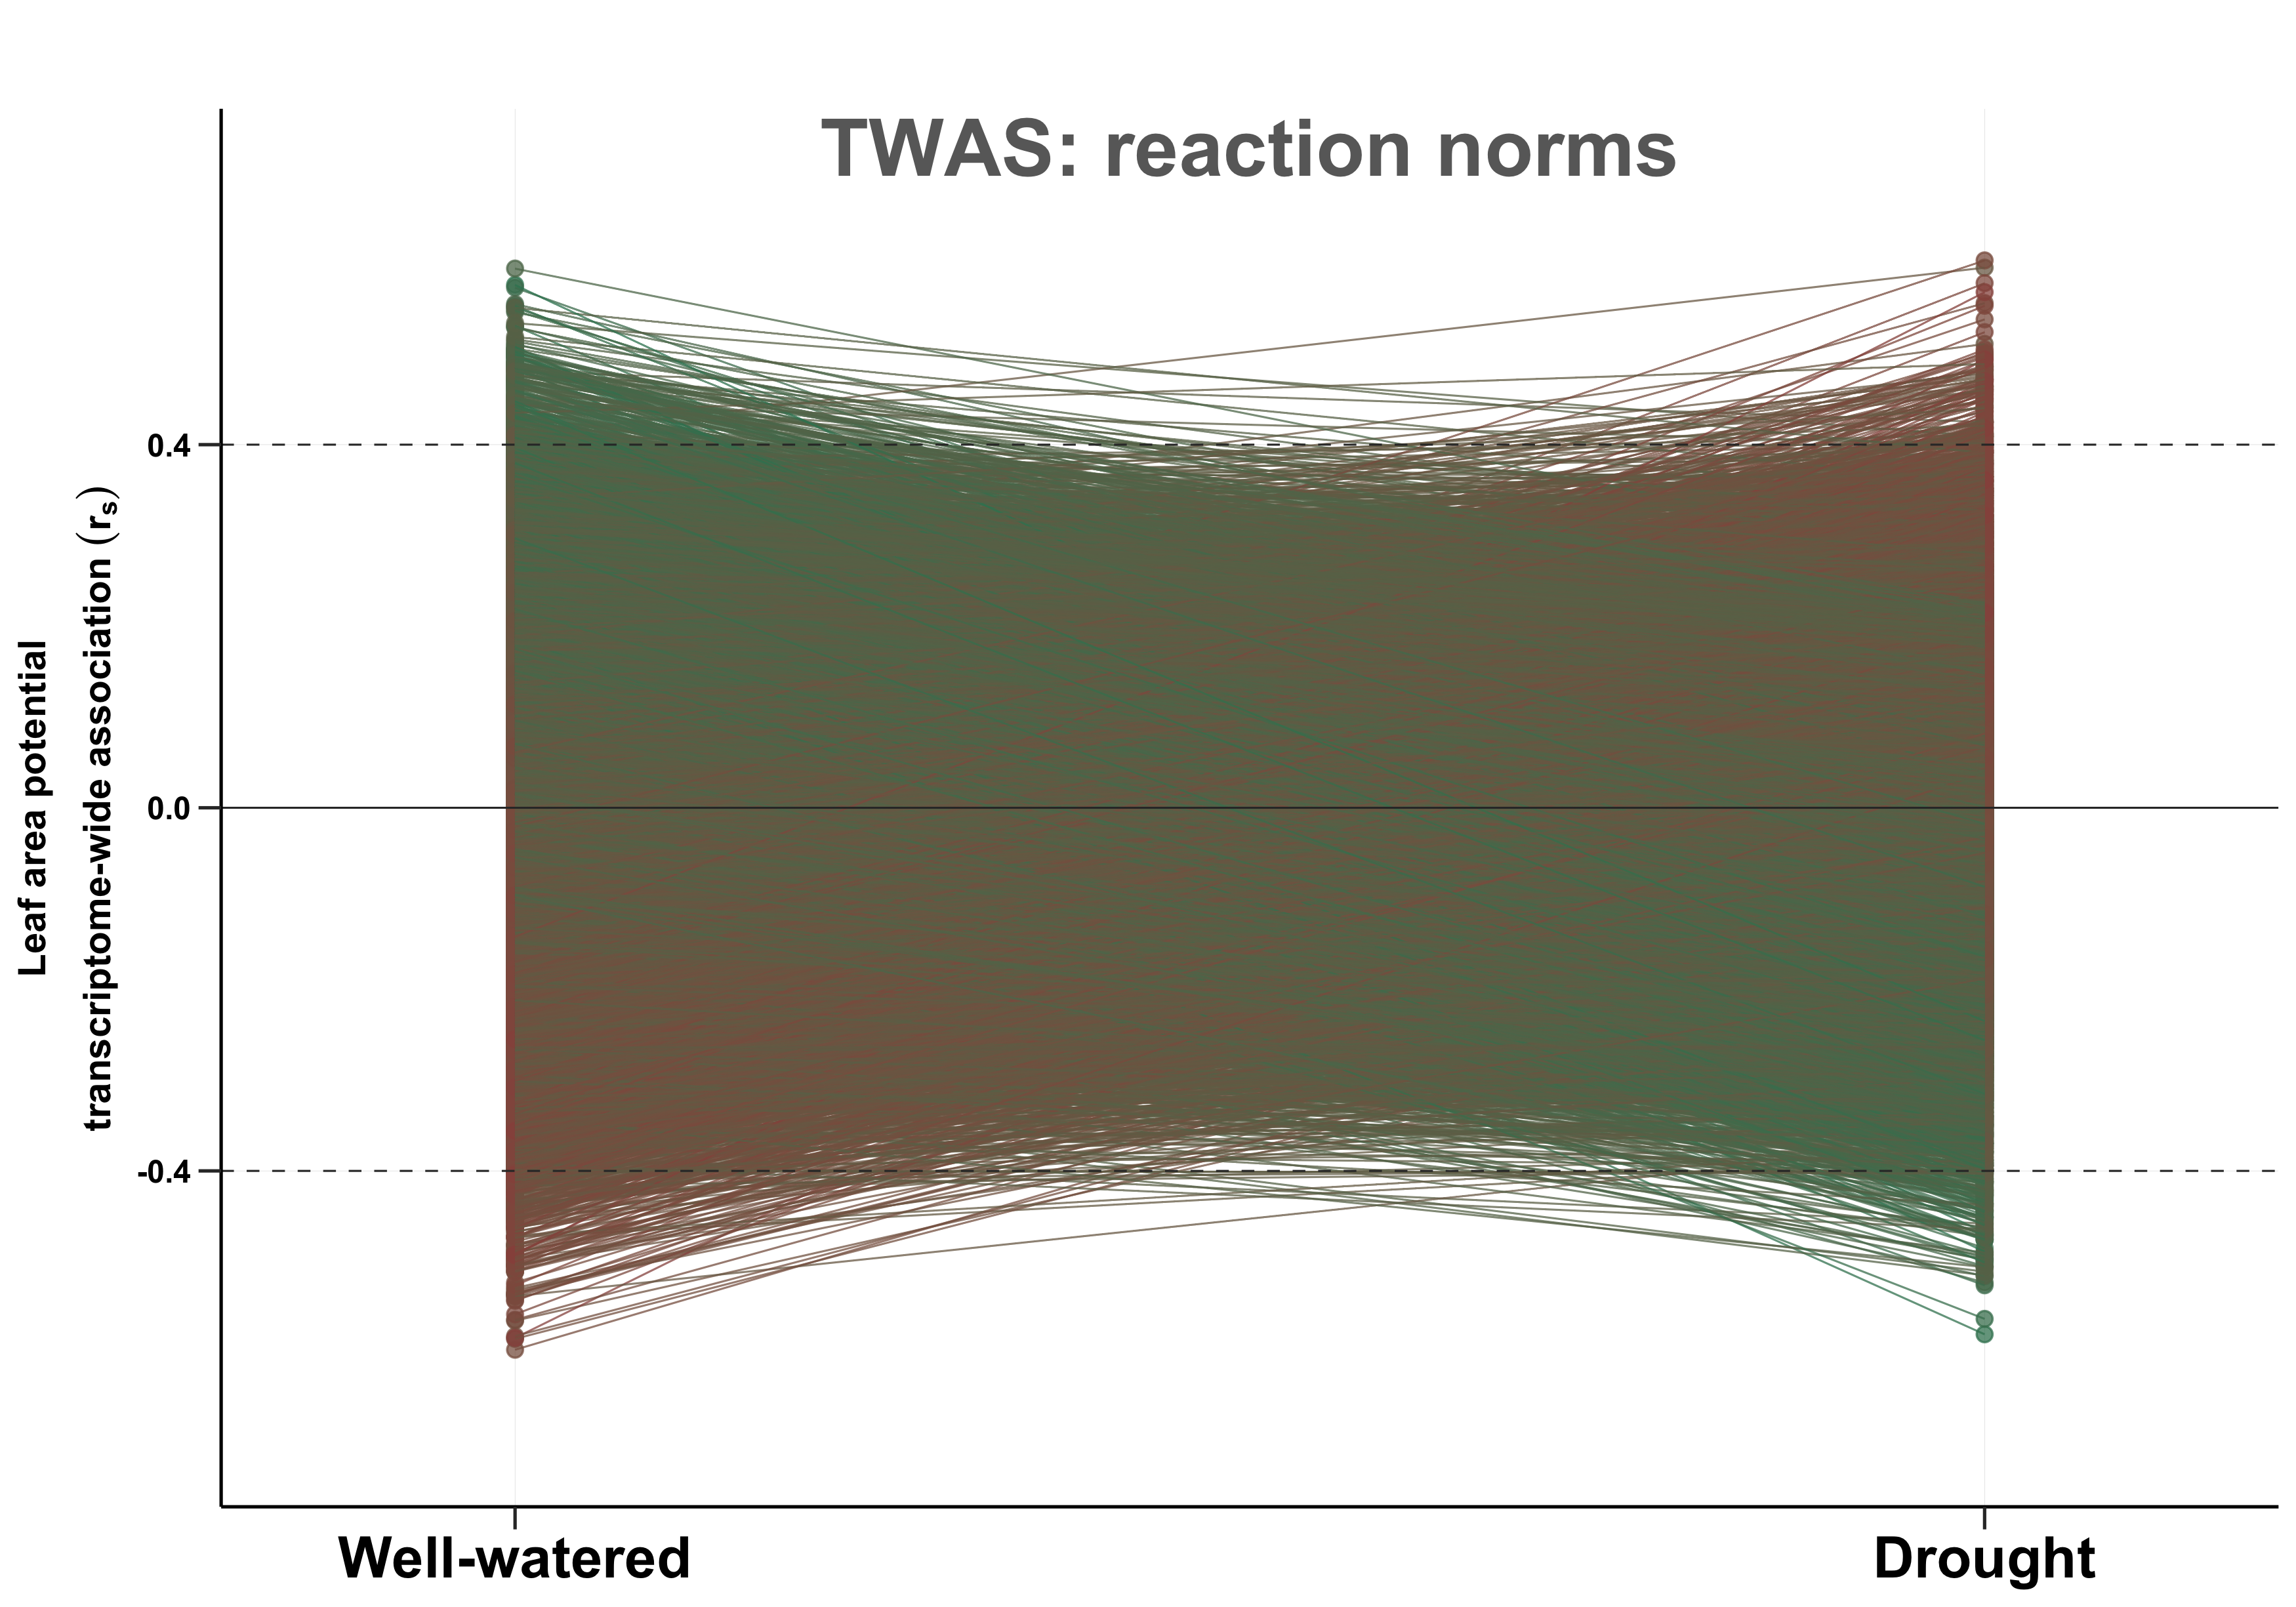 TWAS: reaction norms
Leaf area potential
transcriptome-wide association (rs)
0.4
0.0
-0.4
Well-watered
Drought